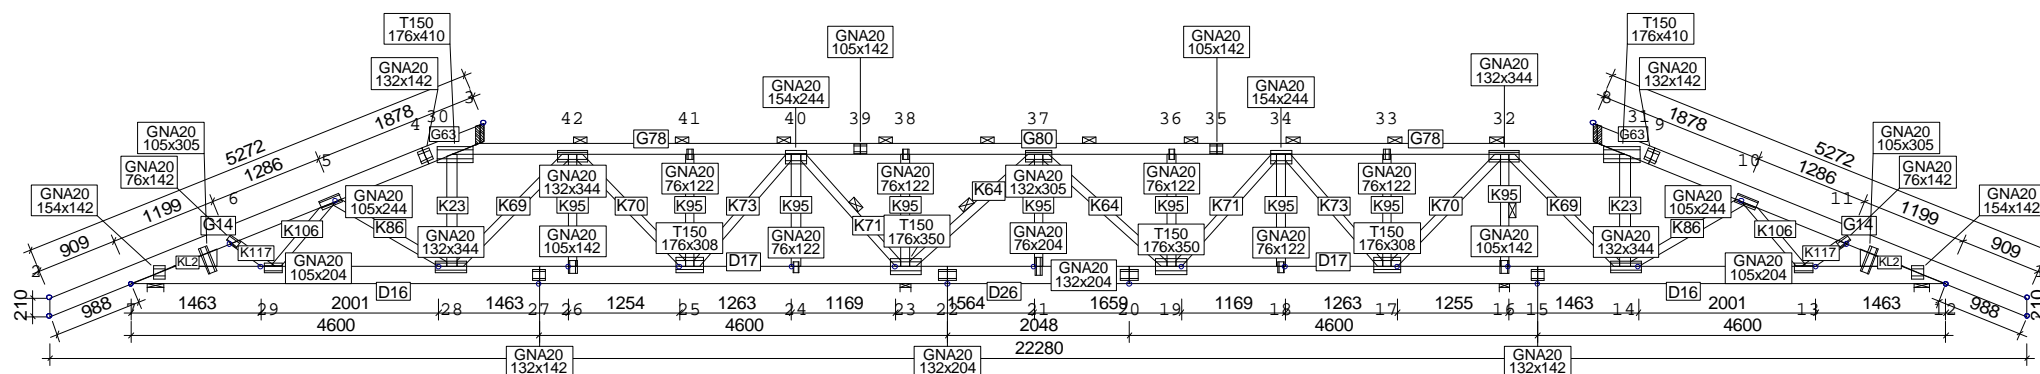 T150
176x410
GNA20
105x142
GNA20
105x142
T150
176x410
GNA20
132x142
GNA20
154x244
GNA20
154x244
GNA20
132x344
GNA20
132x142
3
8
1878
4
30
42
41
40
39
38
37
36
35
34
33
32
31
9
1878
G63
G78
G80
G78
G63
GNA20
105x305
5272
1286
5
10
1286
5272
GNA20
105x305
GNA20
76x142
1199
6
11
1199
GNA20
76x142
GNA20
154x142
909
2
GNA20
132x344
GNA20
76x122
GNA20
76x122
GNA20
132x305
GNA20
76x122
GNA20
76x122
GNA20
154x142
909
1
G14
K106
GNA20
105x244
K86
K23
K69
K95
K70
K95
K73
K95
K71
K95
K64
K64
K95
K71
K95
K73
K95
K70
K95
K69
K23
GNA20
105x244
K86
K106
G14
K117
KL2
GNA20
105x204
GNA20
132x344
GNA20
105x142
T150
176x308
GNA20
76x122
T150
176x350
GNA20
76x204
T150
176x350
GNA20
76x122
T150
176x308
GNA20
105x142
GNA20
132x344
GNA20
105x204
K117
KL2
D17
D17
D16
D26
GNA20
132x204
D16
210
988
1463
2001
1463
1254
1263
1169
1564
1659
1169
1263
1255
1463
2001
1463
988
210
29
28
27
26
25
24
23
22
21
20
19
18
17
16
15
14
13
12
4600
4600
2048
4600
4600
22280
GNA20
132x142
GNA20
132x204
GNA20
132x142